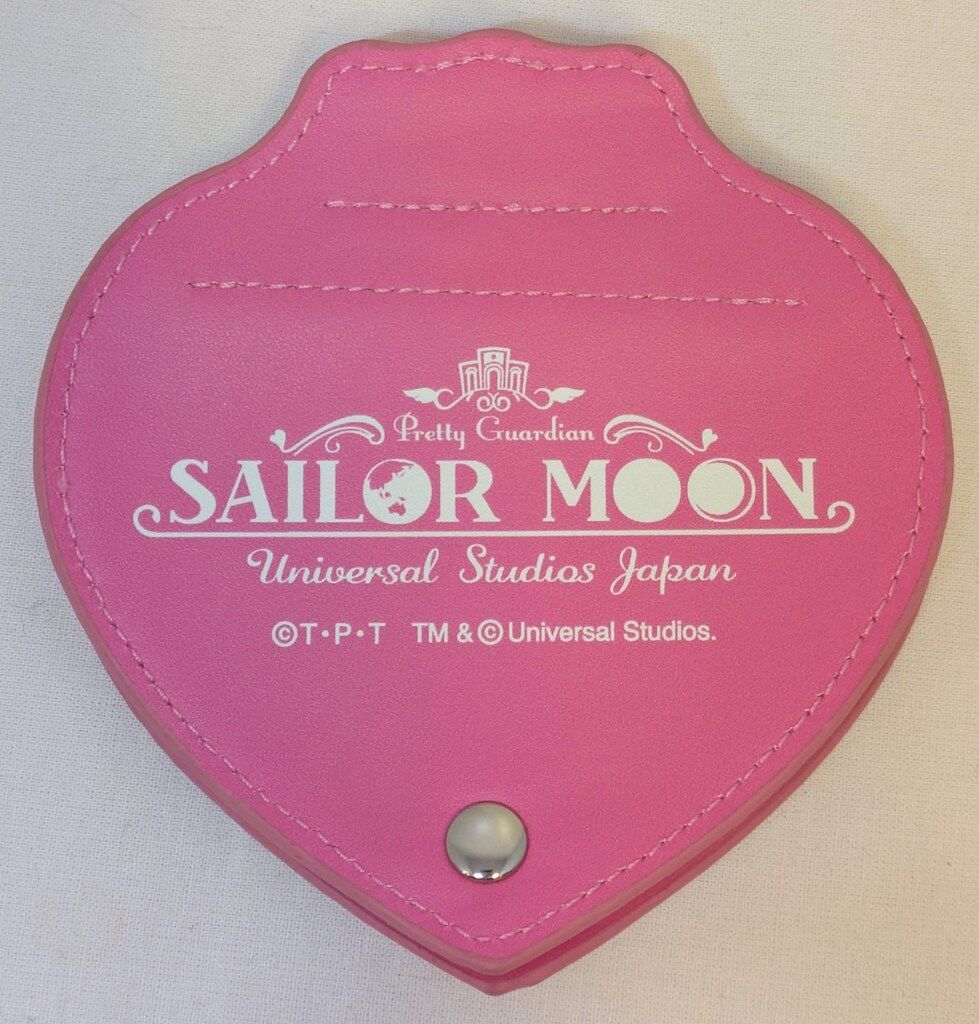 Pretty Guardian
SAILOR MOON
Universal Studios Japan
©T・P・T TM & © Universal Studios.